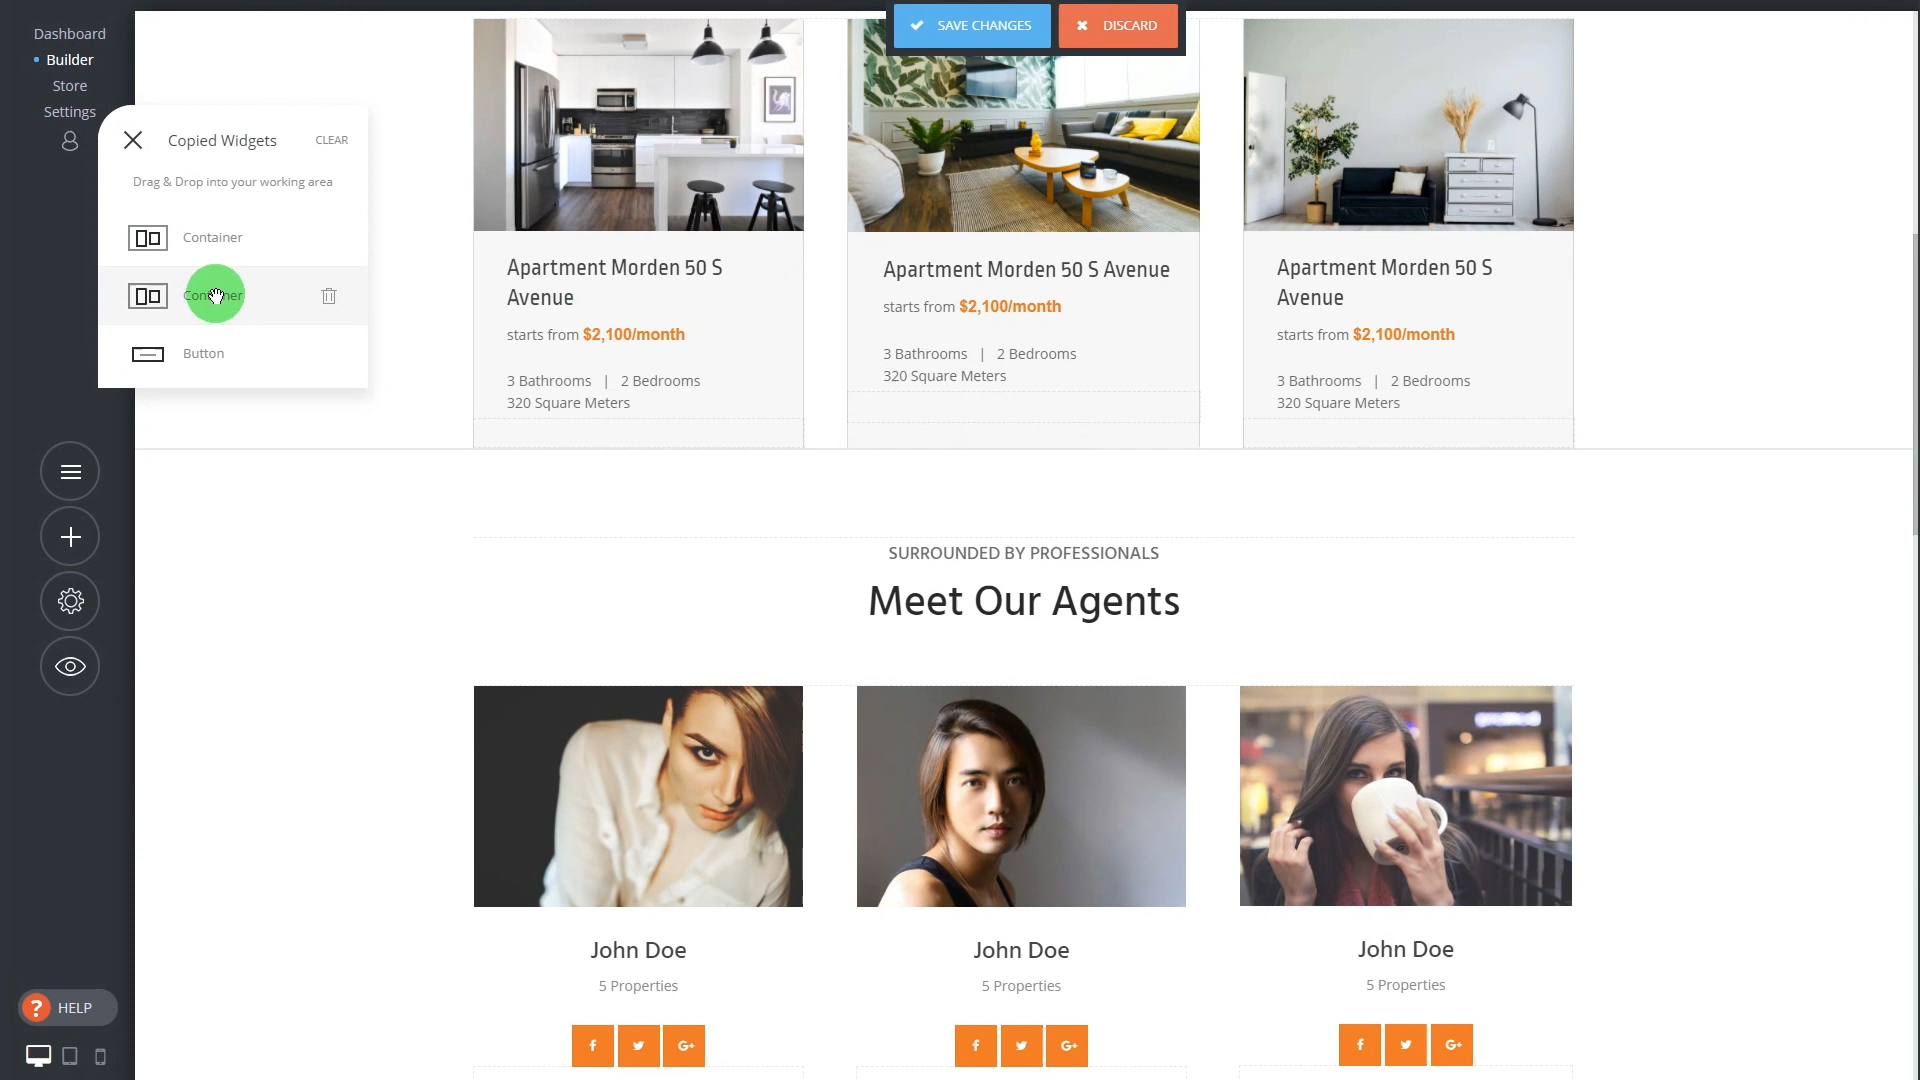 Dashboard
Builder
Store
Settings
SAVE CHANGES
DISCARD
Copied Widgets
CLEAR
Drag & Drop into your working area
Container
Container
Button
Apartment Morden 50 S
Avenue
starts from $2,100/month
3 Bathrooms | 2 Bedrooms
320 Square Meters
Apartment Morden 50 S Avenue
starts from $2,100/month
3 Bathrooms | 2 Bedrooms
320 Square Meters
Apartment Morden 50 S
Avenue
starts from $2,100/month
3 Bathrooms | 2 Bedrooms
320 Square Meters
SURROUNDED BY PROFESSIONALS
Meet Our Agents
John Doe
5 Properties
John Doe
5 Properties
John Doe
5 Properties
? HELP